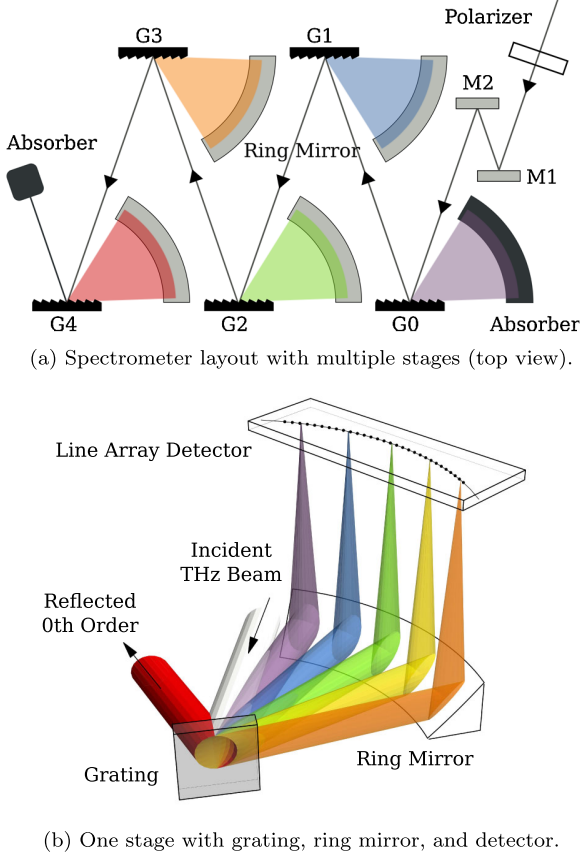 Polarizer
G3
G1
M2
Absorber
Ring Mirror
M1
G4
G2
G0
Absorber
(a) Spectrometer layout with multiple stages (top view).
Line Array Detector
Incident
THz Beam
Reflected
0th Order
Grating
Ring Mirror
(b) One stage with grating, ring mirror, and detector.